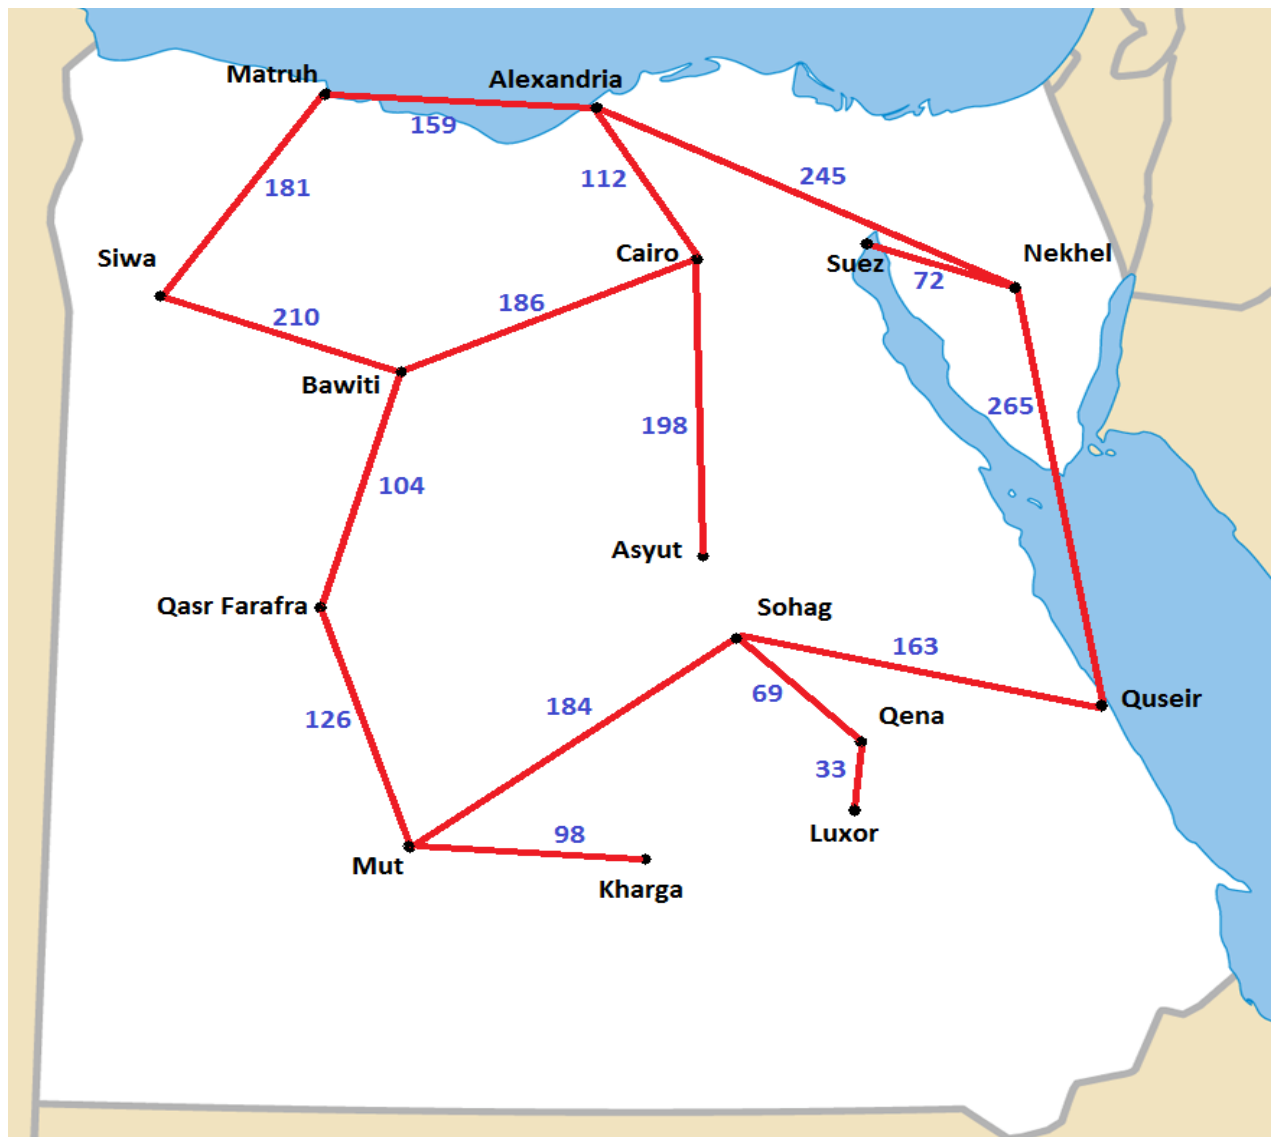 Matruh
Alexandria
159
181
112
245
Siwa
Cairo
Suez
Nekhel
72
210
186
Bawiti
265
198
104
Asyut
Qasr Farafra
Sohag
163
184
69
126
Qena
Quseir
33
98
Luxor
Mut
Kharga